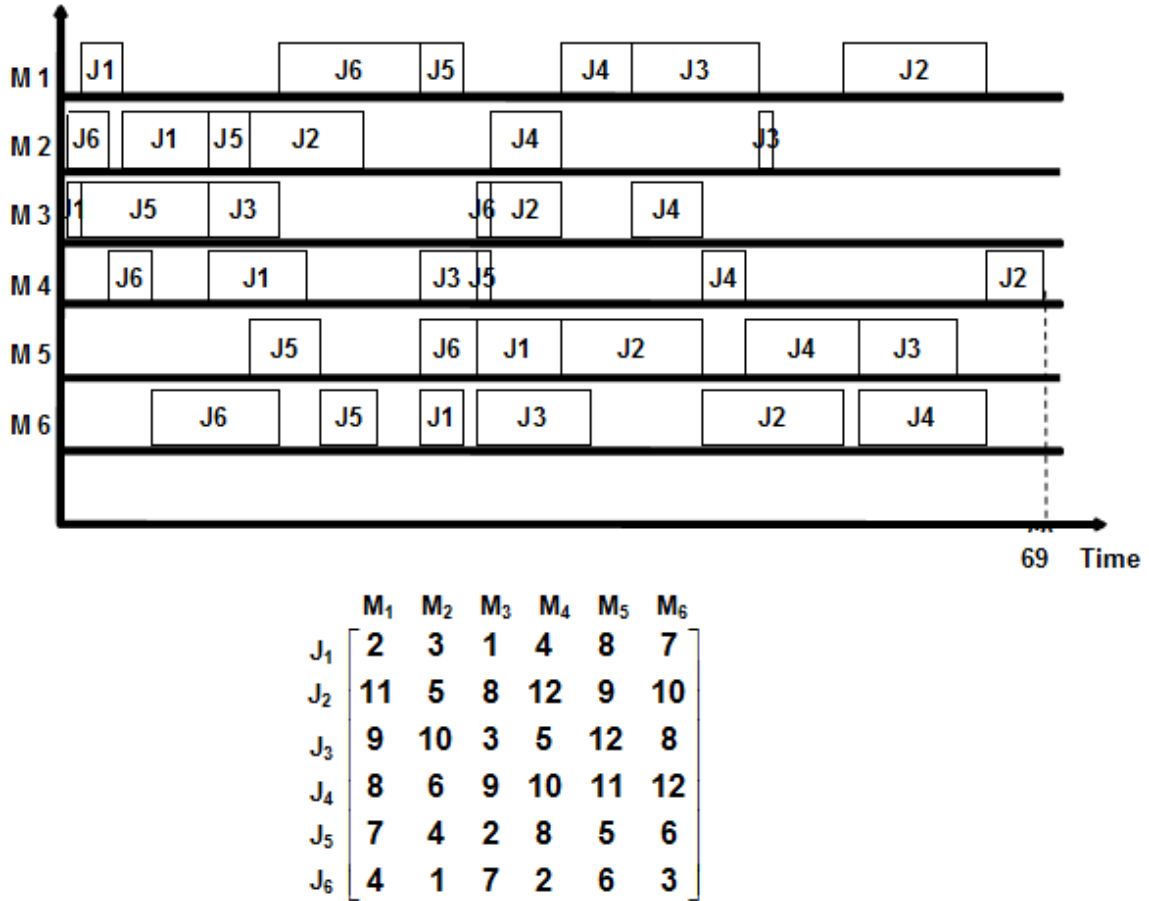 M 1 J1 J6 J5 J4 J3 J2
M 2 J6 J1 J5 J2 J4 J3
M 3 J1 J5 J3 J6 J2 J4
M 4 J6 J1 J3 J5 J4 J2
M 5 J5 J6 J1 J2 J4 J3
M 6 J6 J5 J1 J3 J2 J4
69 Time
M₁ M₂ M₃ M₄ M₅ M₆
J₁ 2 3 1 4 8 7
J₂ 11 5 8 12 9 10
J₃ 9 10 3 5 12 8
J₄ 8 6 9 10 11 12
J₅ 7 4 2 8 5 6
J₆ 4 1 7 2 6 3